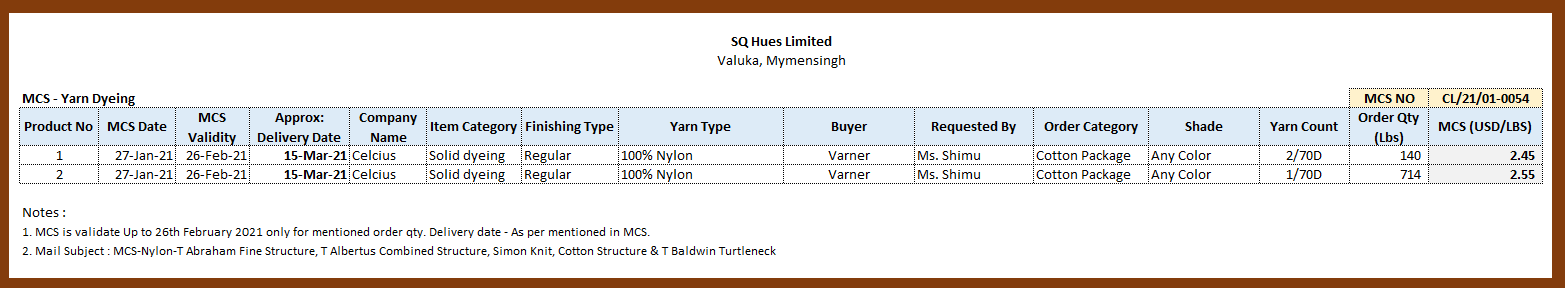 SQ Hues Limited
Valuka, Mymensingh
MCS - Yarn Dyeing MCS NO CL/21/01-0054
Product No MCS Date MCS Validity Approx: Delivery Date Company Name Item Category Finishing Type Yarn Type Buyer Requested By Order Category Shade Yarn Count Order Qty (Lbs) MCS (USD/LBS)
1 27-Jan-21 26-Feb-21 15-Mar-21 Celcius Solid dyeing Regular 100% Nylon Varner Ms. Shimu Cotton Package Any Color 2/70D 140 2.45
2 27-Jan-21 26-Feb-21 15-Mar-21 Celcius Solid dyeing Regular 100% Nylon Varner Ms. Shimu Cotton Package Any Color 1/70D 714 2.55
Notes :
1. MCS is validate Up to 26th February 2021 only for mentioned order qty. Delivery date - As per mentioned in MCS.
2. Mail Subject : MCS-Nylon-T Abraham Fine Structure, T Albertus Combined Structure, Simon Knit, Cotton Structure & T Baldwin Turtleneck